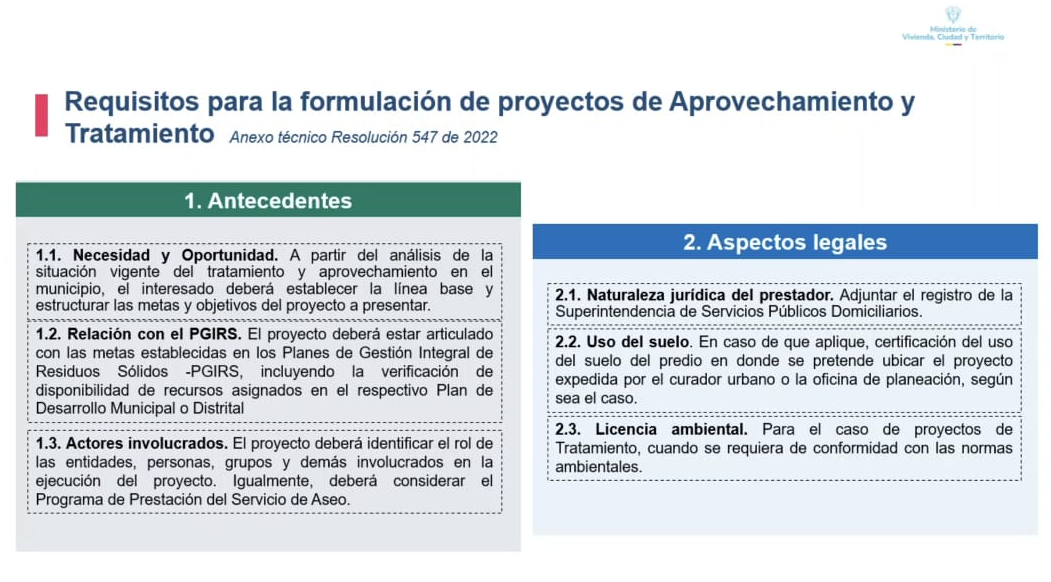 Ministerio de
Vivienda, Ciudad y Territorio
Requisitos para la formulación de proyectos de Aprovechamiento y
Tratamiento Anexo técnico Resolución 547 de 2022
1. Antecedentes
1.1. Necesidad y Oportunidad. A partir del análisis de la
situación vigente del tratamiento y aprovechamiento en el
municipio, el interesado deberá establecer la línea base y
estructurar las metas y objetivos del proyecto a presentar.
1.2. Relación con el PGIRS. El proyecto deberá estar articulado
con las metas establecidas en los Planes de Gestión Integral de
Residuos Sólidos -PGIRS, incluyendo la verificación de
disponibilidad de recursos asignados en el respectivo Plan de
Desarrollo Municipal o Distrital
1.3. Actores involucrados. El proyecto deberá identificar el rol de
las entidades, personas, grupos y demás involucrados en la
ejecución del proyecto. Igualmente, deberá considerar el
Programa de Prestación del Servicio de Aseo.
2. Aspectos legales
2.1. Naturaleza jurídica del prestador. Adjuntar el registro de la
Superintendencia de Servicios Públicos Domiciliarios.
2.2. Uso del suelo. En caso de que aplique, certificación del uso
del suelo del predio en donde se pretende ubicar el proyecto
expedida por el curador urbano o la oficina de planeación, según
sea el caso.
2.3. Licencia ambiental. Para el caso de proyectos de
Tratamiento, cuando se requiera de conformidad con las normas
ambientales.